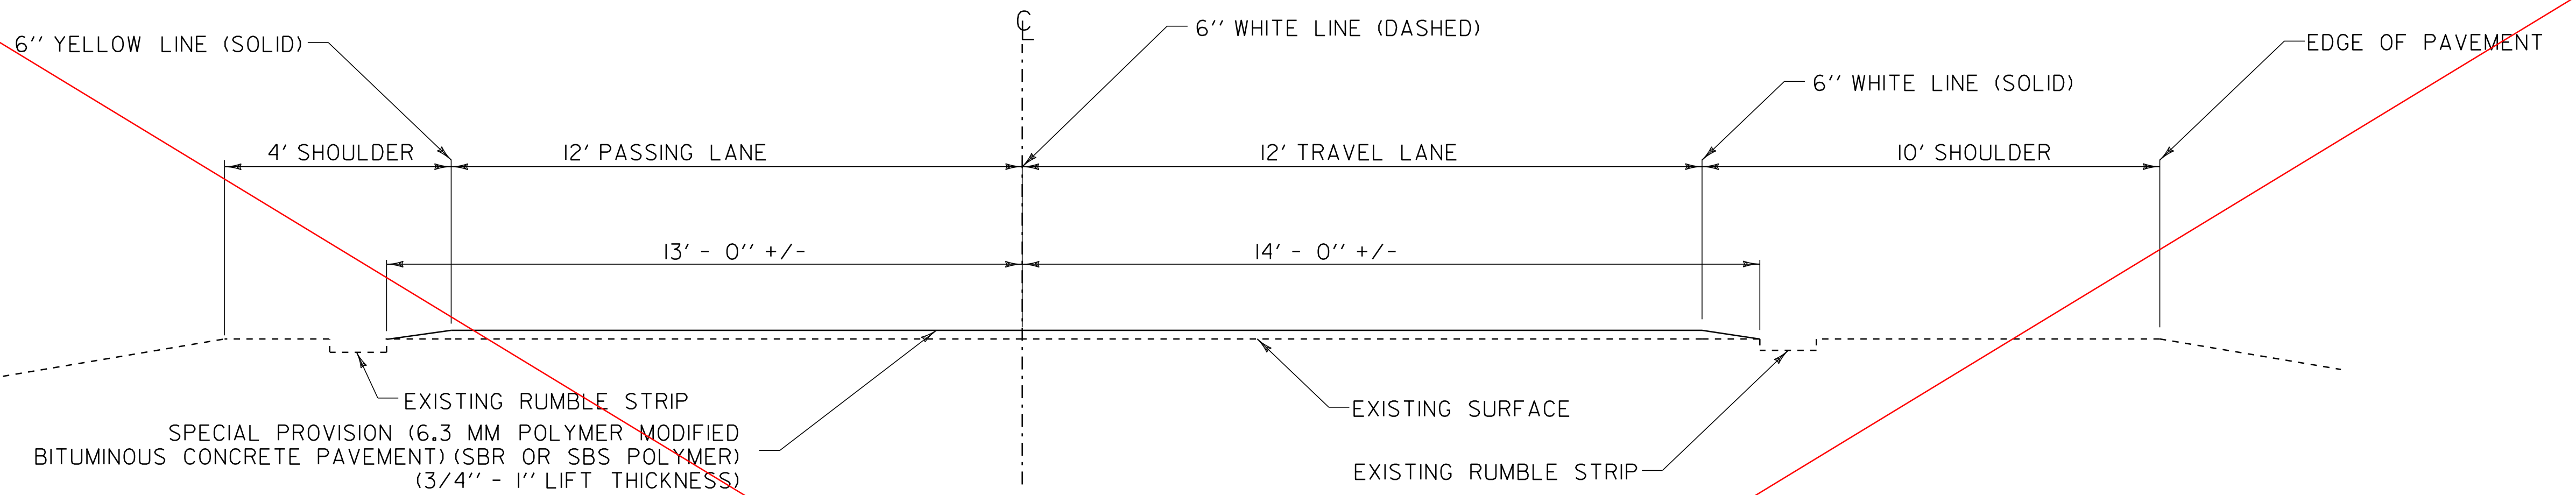 ℄
6'' WHITE LINE (DASHED)
6'' YELLOW LINE (SOLID)
EDGE OF PAVEMENT
6'' WHITE LINE (SOLID)
4' SHOULDER
12' PASSING LANE
12' TRAVEL LANE
10' SHOULDER
13' - 0'' +/-
14' - 0'' +/-
EXISTING RUMBLE STRIP
EXISTING SURFACE
SPECIAL PROVISION (6.3 MM POLYMER MODIFIED
BITUMINOUS CONCRETE PAVEMENT) (SBR OR SBS POLYMER)
(3/4'' - 1'' LIFT THICKNESS)
EXISTING RUMBLE STRIP